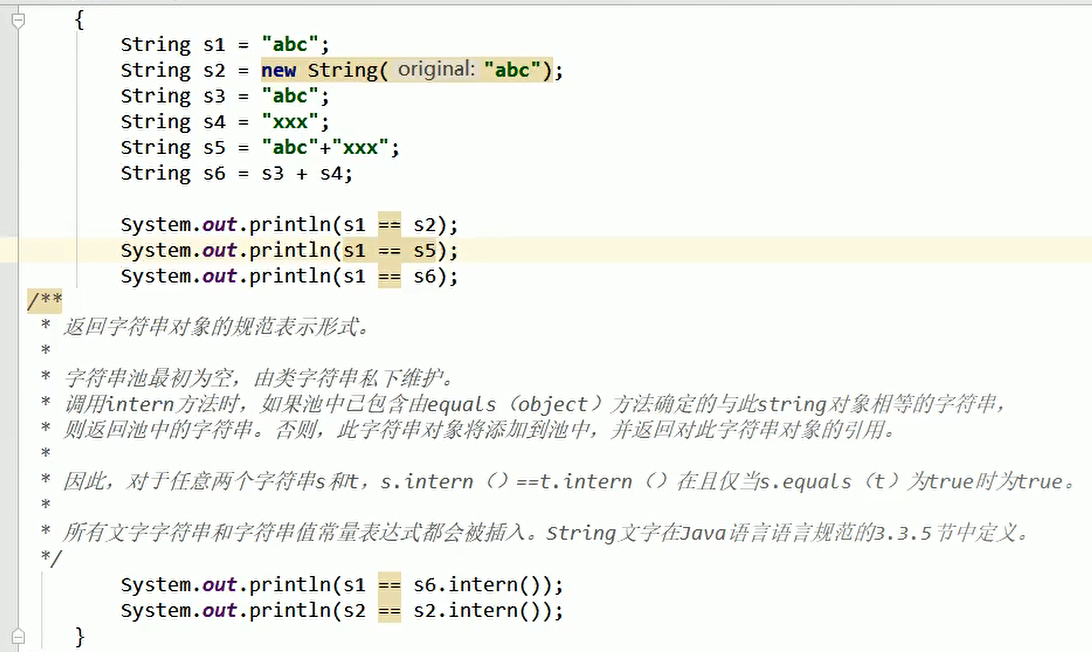 {
String s1 = "abc";
String s2 = new String( original: "abc");
String s3 = "abc";
String s4 = "xxx";
String s5 = "abc"+"xxx";
String s6 = s3 + s4;
System.out.println(s1 == s2);
System.out.println(s1 == s5);
System.out.println(s1 == s6);
/**
* 返回字符串对象的规范表示形式。
*
* 字符串池最初为空，由类字符串私下维护。
* 调用intern方法时，如果池中已包含由equals（object）方法确定的与此string对象相等的字符串，
* 则返回池中的字符串。否则，此字符串对象将添加到池中，并返回对此字符串对象的引用。
*
* 因此，对于任意两个字符串s和t，s.intern（）==t.intern（）在且仅当s.equals（t）为true时为true。
*
* 所有文字字符串和字符串值常量表达式都会被插入。String文字在Java语言语言规范的3.3.5节中定义。
*/
System.out.println(s1 == s6.intern());
System.out.println(s2 == s2.intern());
}